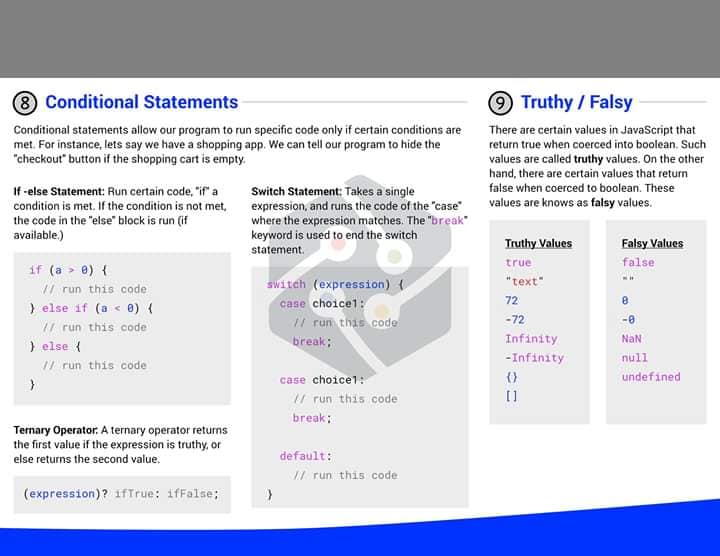 8 Conditional Statements
Conditional statements allow our program to run specific code only if certain conditions are
met. For instance, lets say we have a shopping app. We can tell our program to hide the
"checkout" button if the shopping cart is empty.
If -else Statement: Run certain code, "if" a
condition is met. If the condition is not met,
the code in the "else" block is run (if
available.)
if (a > 0) {
// run this code
} else if (a < 0) {
// run this code
} else {
// run this code
}
Ternary Operator: A ternary operator returns
the first value if the expression is truthy, or
else returns the second value.
(expression)? ifTrue: ifFalse;
Switch Statement: Takes a single
expression, and runs the code of the "case"
where the expression matches. The "break"
keyword is used to end the switch
statement.
switch (expression) {
case choice1:
// run this code
break;
case choice1:
// run this code
break;
default:
// run this code
}
9 Truthy / Falsy
There are certain values in JavaScript that
return true when coerced into boolean. Such
values are called truthy values. On the other
hand, there are certain values that return
false when coerced to boolean. These
values are knows as falsy values.
Truthy Values
true
"text"
72
-72
Infinity
-Infinity
{}
[]
Falsy Values
false
""
0
-0
NaN
null
undefined